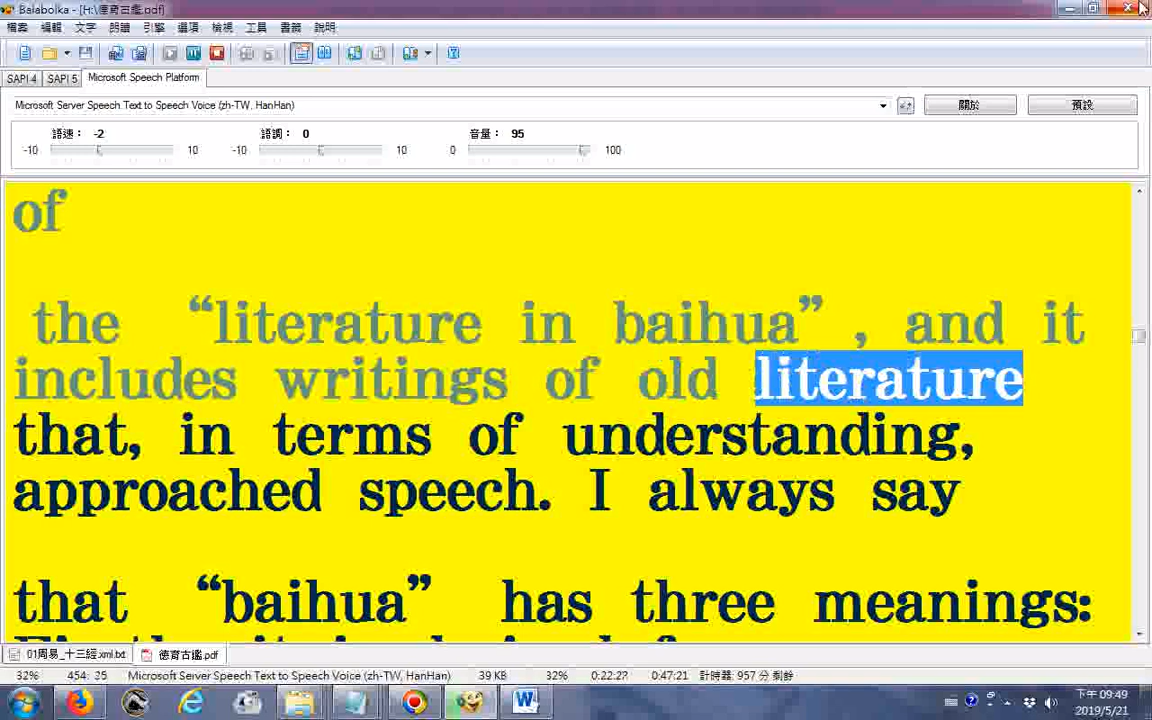 Balabolka - [H:\德育古鑑.pdf]
檔案 編輯 文字 朗讀 引擎 選項 檢視 工具 書籤 說明
SAPI 4 SAPI 5 Microsoft Speech Platform
Microsoft Server Speech Text to Speech Voice (zh-TW, HanHan) 關於 預設
語速： -2 語調： 0 音量： 95
-10 10 -10 10 0 100
of
the “literature in baihua”, and it
includes writings of old literature
that, in terms of understanding,
approached speech. I always say
that “baihua” has three meanings:
01周易_十三經.xml.txt 德育古鑑.pdf
32% 454: 25 Microsoft Server Speech Text to Speech Voice (zh-TW, HanHan) 39 KB 32% 0:22:27 0:47:21 計時器: 957 分 剩餘
下午 09:49
2019/5/21